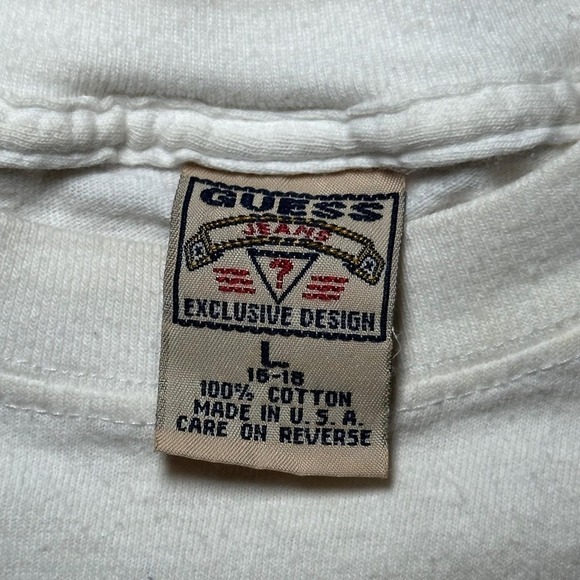 GUESS
JEANS
?
EXCLUSIVE DESIGN
L
16-18
100% COTTON
MADE IN U.S.A.
CARE ON REVERSE